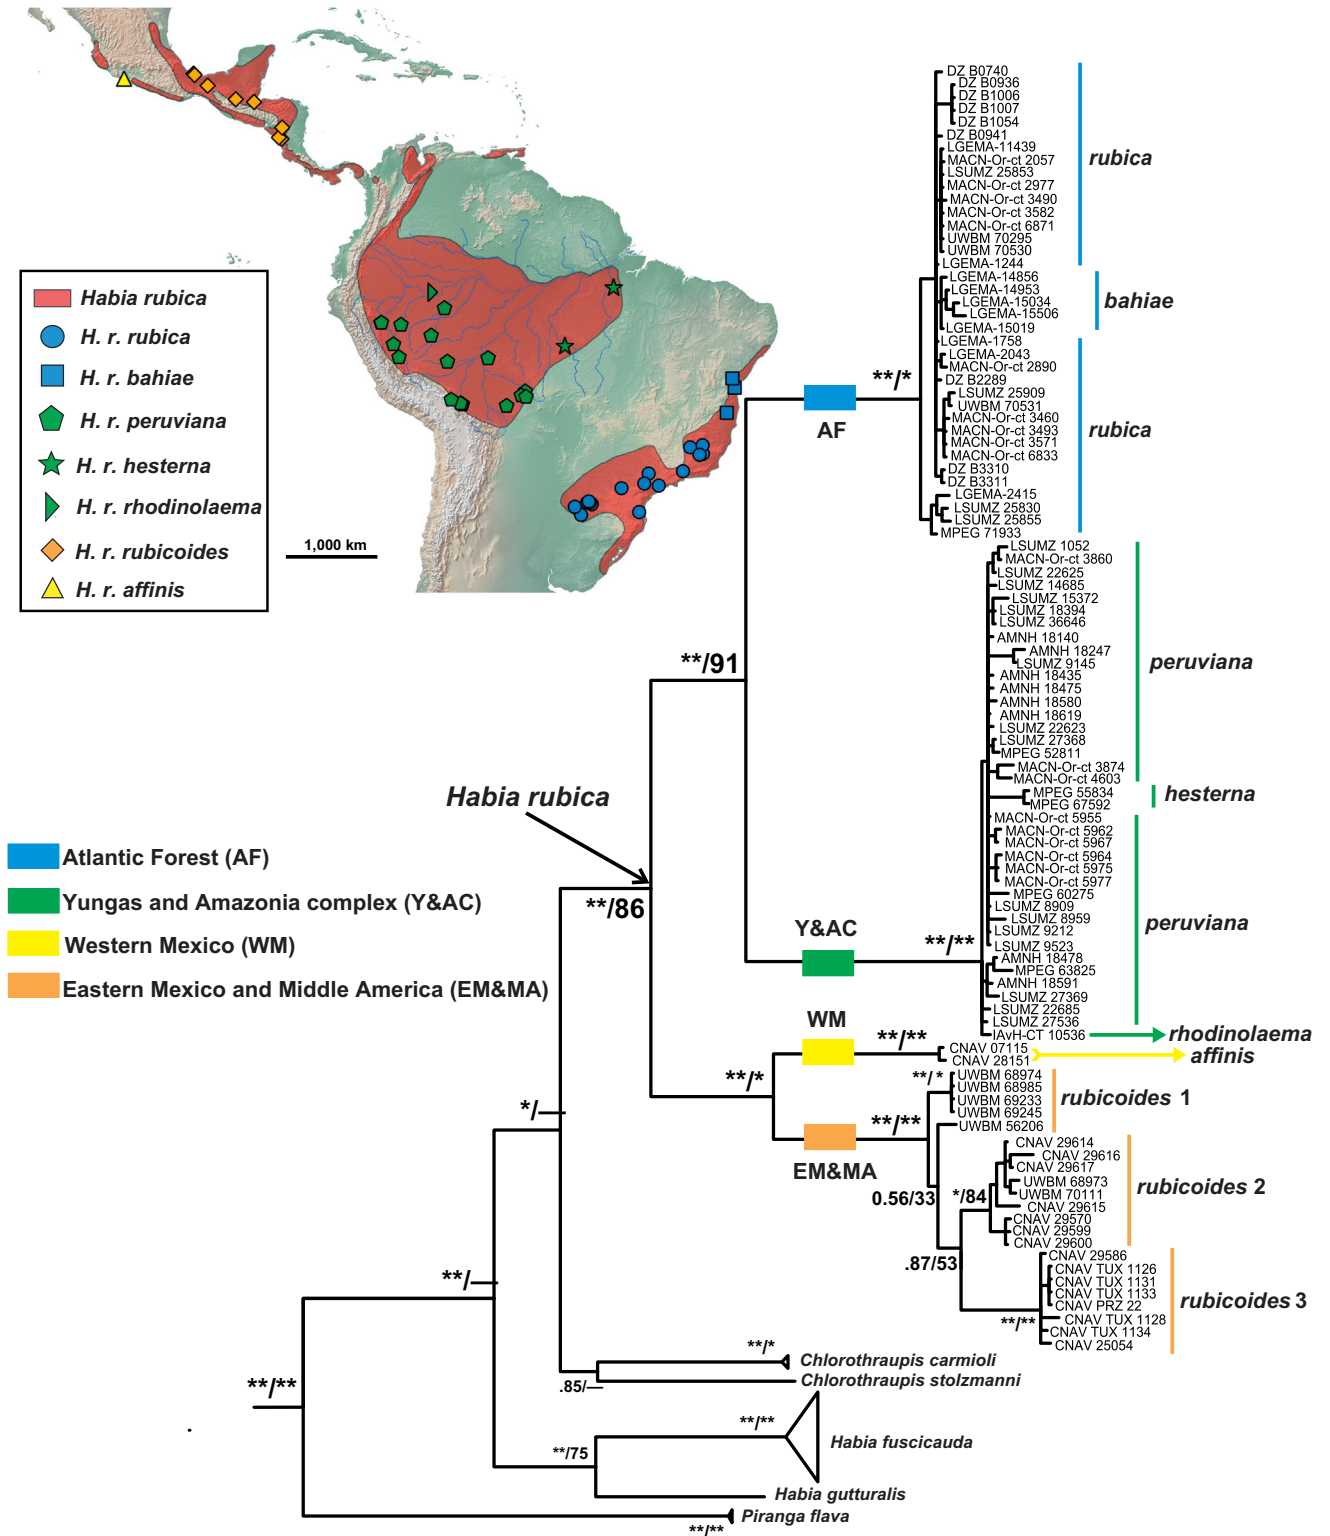 Habia rubica
H. r. rubica
H. r. bahiae
H. r. peruviana
H. r. hesterna
H. r. rhodinolaema
H. r. rubicoides
H. r. affinis
1,000 km
Atlantic Forest (AF)
Yungas and Amazonia complex (Y&AC)
Western Mexico (WM)
Eastern Mexico and Middle America (EM&MA)
Habia rubica
**/86
**/91
**/*
AF
Y&AC
**/**
WM
**/**
**/*
EM&MA
**/**
**/*
0.56/33
*/84
.87/53
**/**
*/—
**/—
**/**
**/*
.85/—
**/**
**/75
**/**
DZ B0740
DZ B0936
DZ B1006
DZ B1007
DZ B1054
DZ B0941
LGEMA-11439
MACN-Or-ct 2057
LSUMZ 25853
MACN-Or-ct 2977
MACN-Or-ct 3490
MACN-Or-ct 3582
MACN-Or-ct 6871
UWBM 70295
UWBM 70530
LGEMA-1244
rubica
LGEMA-14856
LGEMA-14953
LGEMA-15034
LGEMA-15506
LGEMA-15019
bahiae
LGEMA-1758
LGEMA-2043
MACN-Or-ct 2890
DZ B2289
LSUMZ 25909
UWBM 70531
MACN-Or-ct 3460
MACN-Or-ct 3493
MACN-Or-ct 3571
MACN-Or-ct 6833
DZ B3310
DZ B3311
LGEMA-2415
LSUMZ 25830
LSUMZ 25855
MPEG 71933
rubica
LSUMZ 1052
MACN-Or-ct 3860
LSUMZ 22625
LSUMZ 14685
LSUMZ 15372
LSUMZ 18394
LSUMZ 36646
AMNH 18140
AMNH 18247
LSUMZ 9145
AMNH 18435
AMNH 18475
AMNH 18580
AMNH 18619
LSUMZ 22623
LSUMZ 27368
MPEG 52811
MACN-Or-ct 3874
MACN-Or-ct 4603
peruviana
MPEG 55834
MPEG 67592
hesterna
MACN-Or-ct 5955
MACN-Or-ct 5962
MACN-Or-ct 5967
MACN-Or-ct 5964
MACN-Or-ct 5975
MACN-Or-ct 5977
MPEG 60275
LSUMZ 8909
LSUMZ 8959
LSUMZ 9212
LSUMZ 9523
AMNH 18478
MPEG 63825
AMNH 18591
LSUMZ 27369
LSUMZ 22685
LSUMZ 27536
peruviana
IAvH-CT 10536
rhodinolaema
CNAV 07115
CNAV 28151
affinis
UWBM 68974
UWBM 68985
UWBM 69233
UWBM 69245
UWBM 56206
rubicoides 1
CNAV 29614
CNAV 29616
CNAV 29617
UWBM 68973
UWBM 70111
CNAV 29615
CNAV 29570
CNAV 29599
CNAV 29600
rubicoides 2
CNAV 29586
CNAV TUX 1126
CNAV TUX 1131
CNAV TUX 1133
CNAV PRZ 22
CNAV TUX 1128
CNAV TUX 1134
CNAV 25054
rubicoides 3
Chlorothraupis carmioli
Chlorothraupis stolzmanni
Habia fuscicauda
Habia gutturalis
Piranga flava